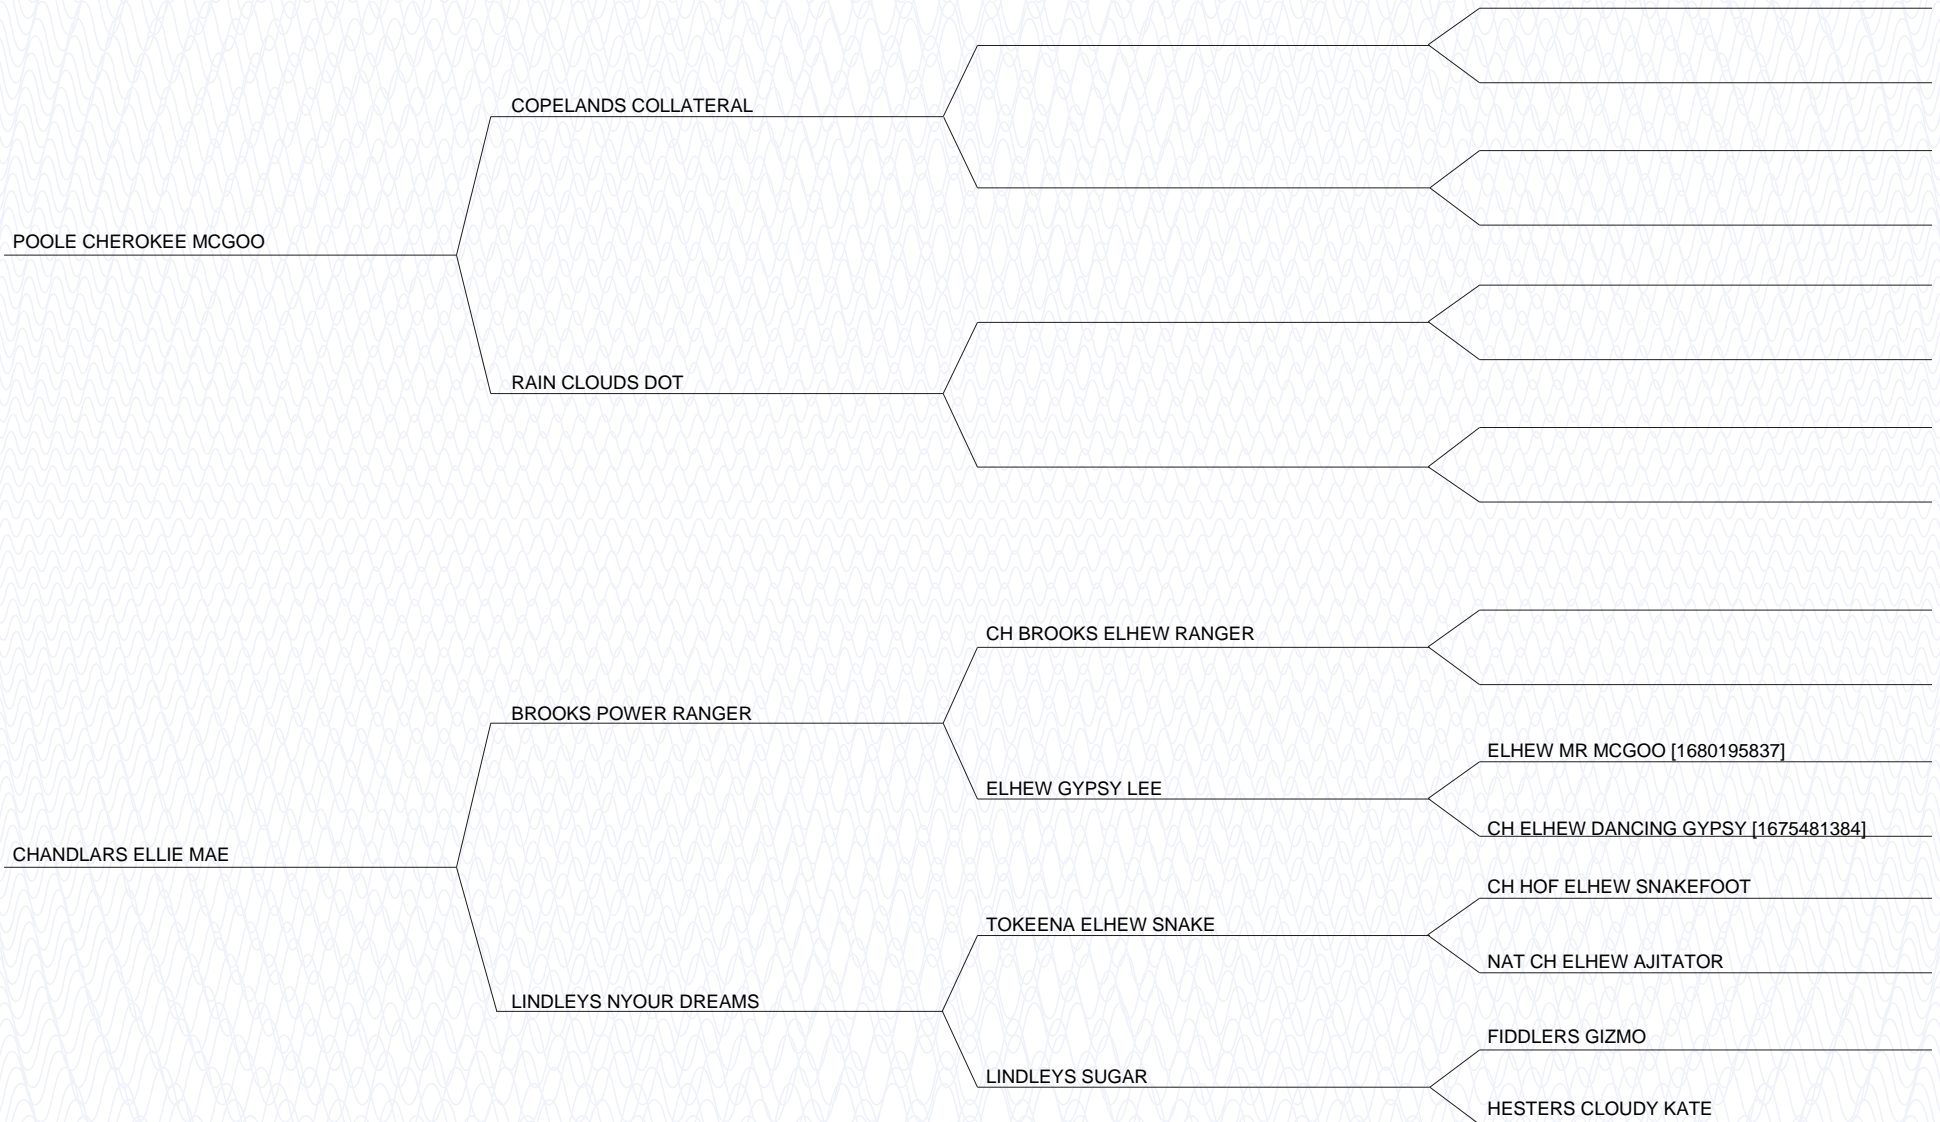 COPELANDS COLLATERAL
POOLE CHEROKEE MCGOO
RAIN CLOUDS DOT
CH BROOKS ELHEW RANGER
BROOKS POWER RANGER
ELHEW MR MCGOO [1680195837]
ELHEW GYPSY LEE
CH ELHEW DANCING GYPSY [1675481384]
CHANDLARS ELLIE MAE
CH HOF ELHEW SNAKEFOOT
TOKEENA ELHEW SNAKE
NAT CH ELHEW AJITATOR
LINDLEYS NYOUR DREAMS
FIDDLERS GIZMO
LINDLEYS SUGAR
HESTERS CLOUDY KATE